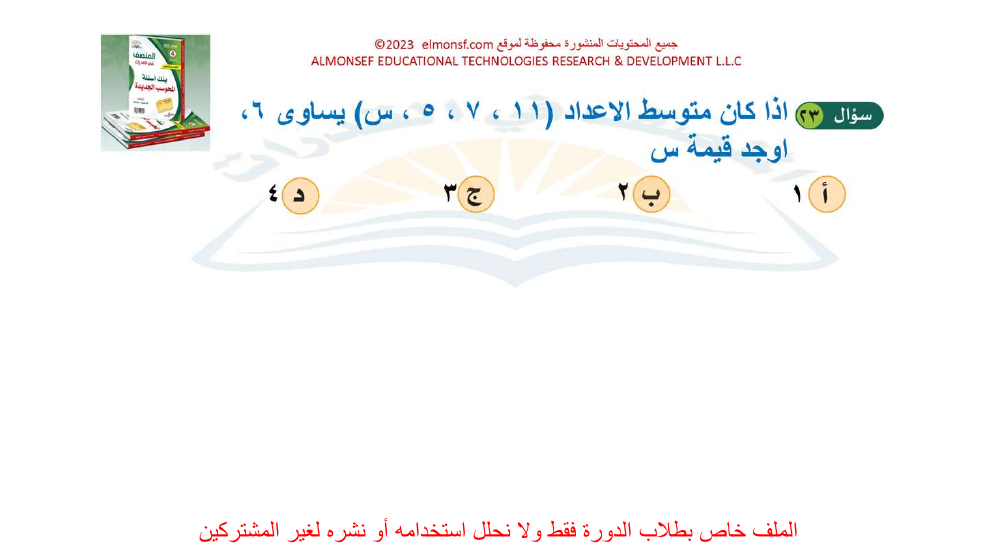 جميع المحتويات المنشورة محفوظة لموقع elmonsf.com ©2023
ALMONSEF EDUCATIONAL TECHNOLOGIES RESEARCH & DEVELOPMENT L.L.C
المنصف
بنك أسئلة
المحوسب الجديدة
سؤال ٢٣ اذا كان متوسط الاعداد (١١ ، ٧ ، ٥ ، س) يساوى ٦،
اوجد قيمة س
أ ١ ب ٢ ج ٣ د ٤
الملف خاص بطلاب الدورة فقط ولا نحلل استخدامه أو نشره لغير المشتركين